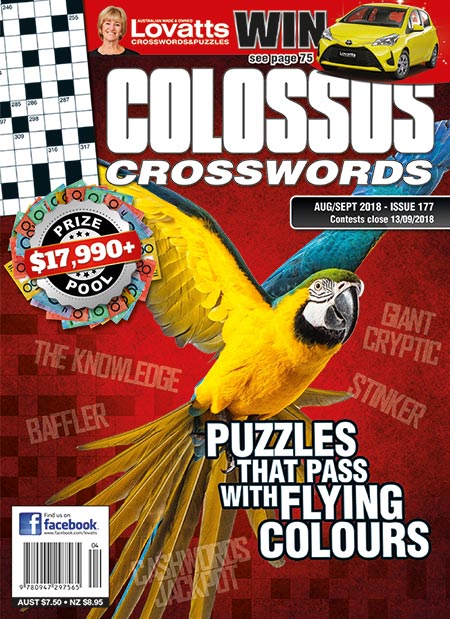 246
255
285 286 287
297
309 310
316 317
AUSTRALIAN MADE & OWNED
Lovatts
CROSSWORDS&PUZZLES
WIN
see page 75
COLOSSUS
CROSSWORDS
AUG/SEPT 2018 - ISSUE 177
Contests close 13/09/2018
PRIZE
$17,990+
POOL
GIANT
CRYPTIC
THE KNOWLEDGE
STINKER
BAFFLER
PUZZLES
THAT PASS
WITH FLYING
COLOURS
Find us on
facebook
www.facebook.com/lovatts
CASHWORDS
JACKPOT
04
9 780947 297565
AUST $7.50 • NZ $8.95